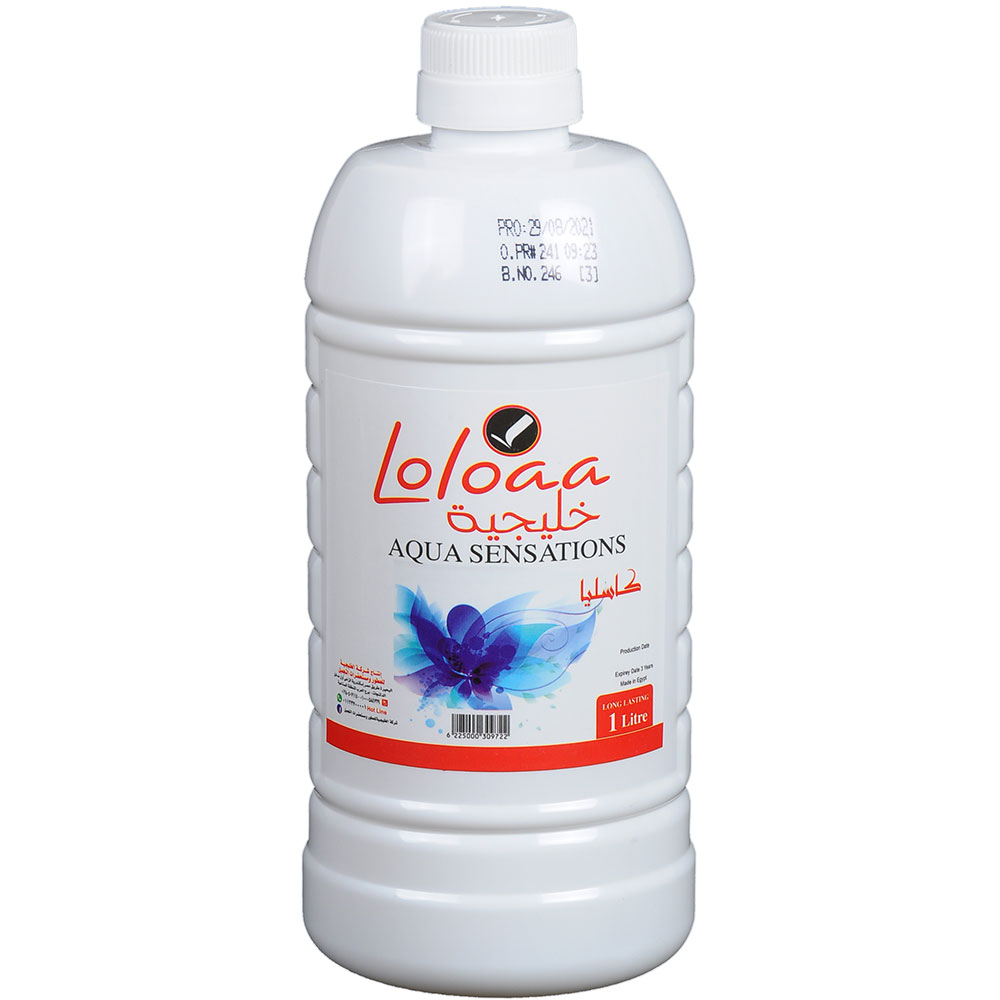 PRO:29/08/2021
O.PR# 241 09:23
B.NO. 246 [3]
Loloaa
خليجية
AQUA SENSATIONS
كاسليا
Production Date
Expirey Date 3 Years
Made in Egypt
LONG LASTING
1 Litre
Hot Line
6 225000 309722